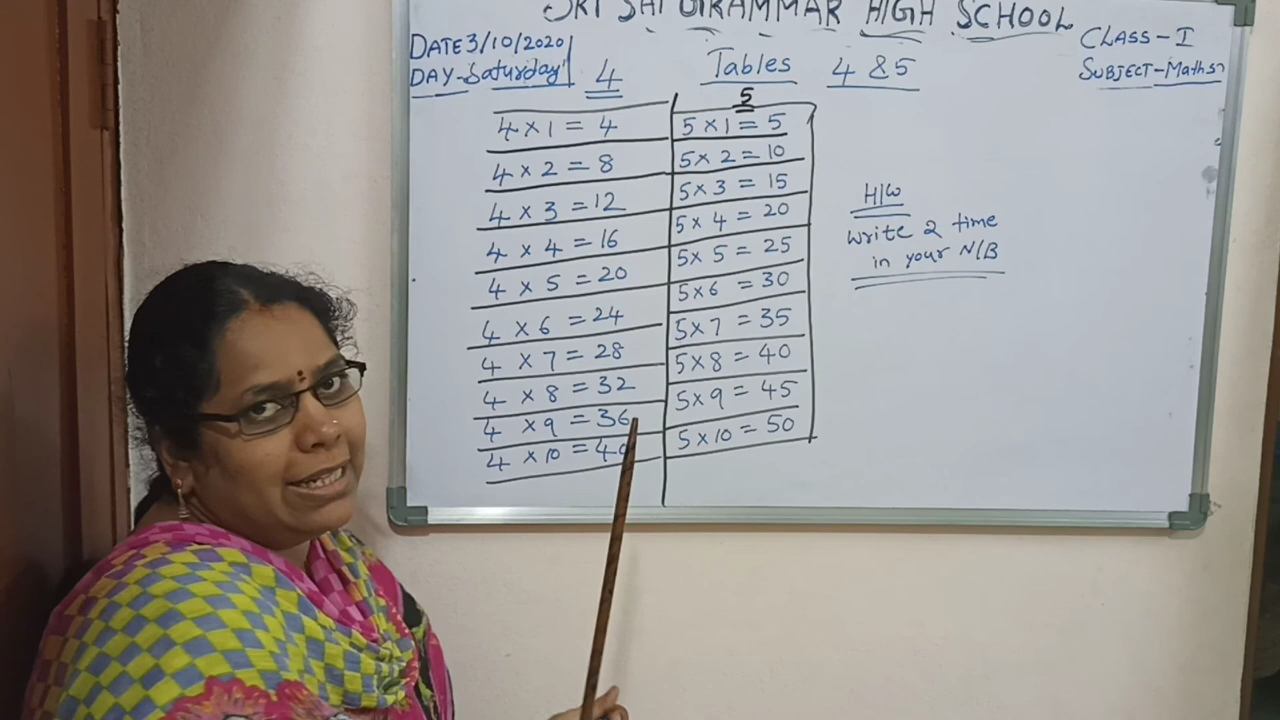 SRI SAI GRAMMAR HIGH SCHOOL
DATE 3/10/2020
DAY-Saturday
CLASS-I
SUBJECT-Maths
Tables 4 & 5
4
4 x 1 = 4
4 x 2 = 8
4 x 3 = 12
4 x 4 = 16
4 x 5 = 20
4 x 6 = 24
4 x 7 = 28
4 x 8 = 32
4 x 9 = 36
4 x 10 = 40
5
5 x 1 = 5
5 x 2 = 10
5 x 3 = 15
5 x 4 = 20
5 x 5 = 25
5 x 6 = 30
5 x 7 = 35
5 x 8 = 40
5 x 9 = 45
5 x 10 = 50
H/W
Write 2 time
in your N/B